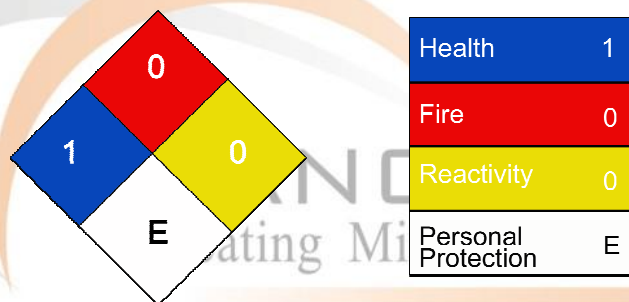 0
1
0
E
Health 1
Fire 0
Reactivity 0
Personal
Protection E
ating Mi